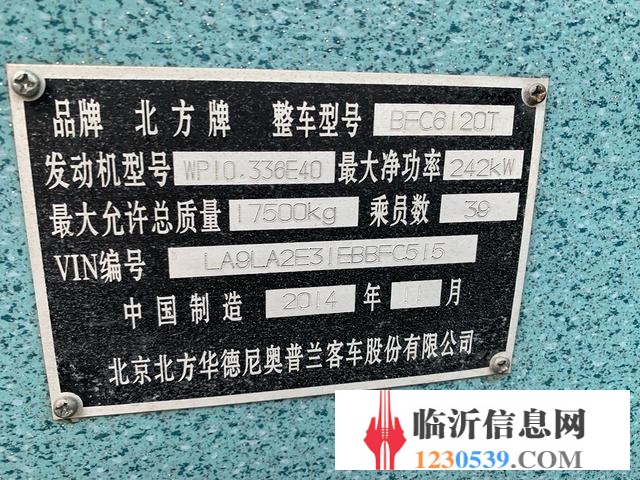 品牌 北方牌 整车型号 BFC6120T
发动机型号 WP10.336E40 最大净功率 242kW
最大允许总质量 17500kg 乘员数 39
VIN编号 LA9LA2E31EBBFC515
中国制造 2014 年 11 月
北京北方华德尼奥普兰客车股份有限公司
临沂信息网
1230539.COM